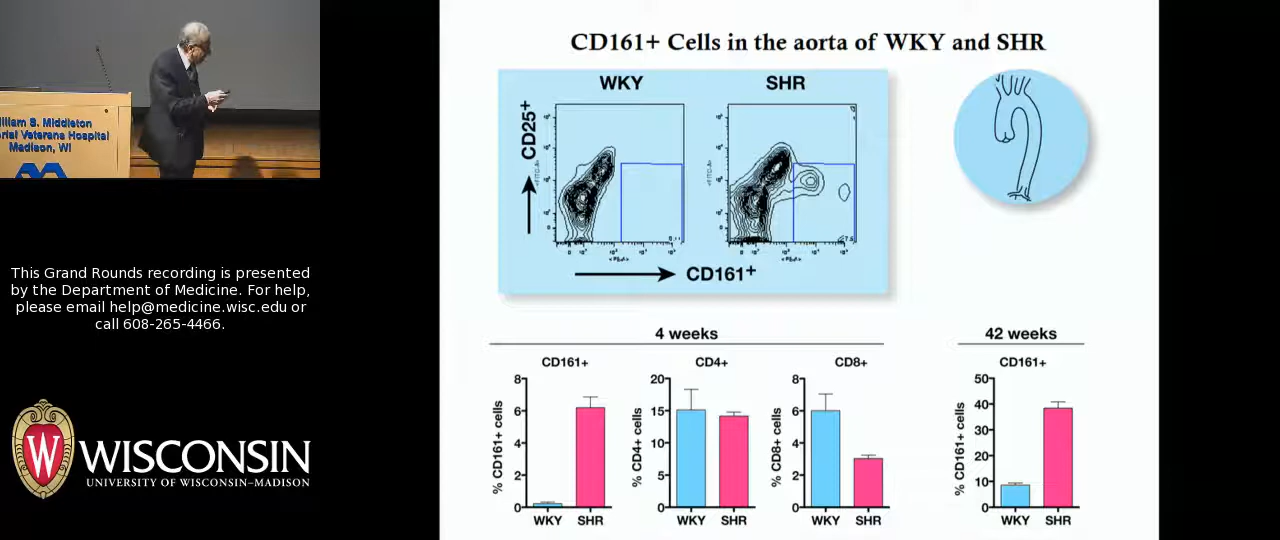 lliam S. Middleton
rial Veterans Hospital
Madison, WI
This Grand Rounds recording is presented
by the Department of Medicine. For help,
please email help@medicine.wisc.edu or
call 608-265-4466.
W
WISCONSIN
UNIVERSITY OF WISCONSIN–MADISON
CD161+ Cells in the aorta of WKY and SHR
WKY SHR
CD25+
CD161+
4 weeks
42 weeks
CD161+
% CD161+ cells
8
6
4
2
0
WKY SHR
CD4+
% CD4+ cells
20
15
10
5
0
WKY SHR
CD8+
% CD8+ cells
8
6
4
2
0
WKY SHR
CD161+
% CD161+ cells
50
40
30
20
10
0
WKY SHR